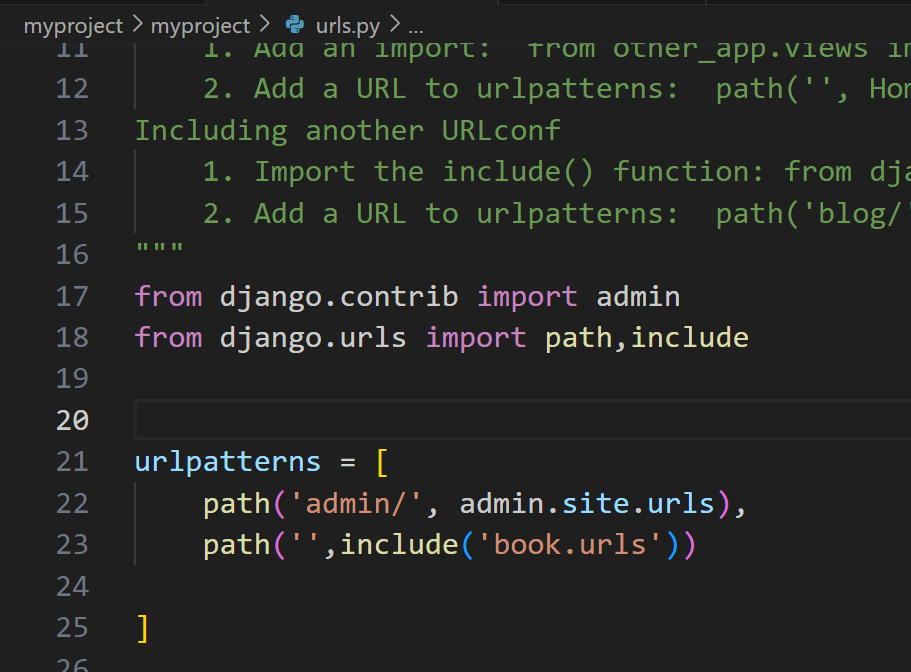 myproject > myproject > urls.py > ...
11 1. Add an import: from other_app.views
12 2. Add a URL to urlpatterns: path('',
13 Including another URLconf
14 1. Import the include() function: from
15 2. Add a URL to urlpatterns: path('blog/'
16 """
17 from django.contrib import admin
18 from django.urls import path,include
19
20
21 urlpatterns = [
22 path('admin/', admin.site.urls),
23 path('',include('book.urls'))
24
25 ]
26